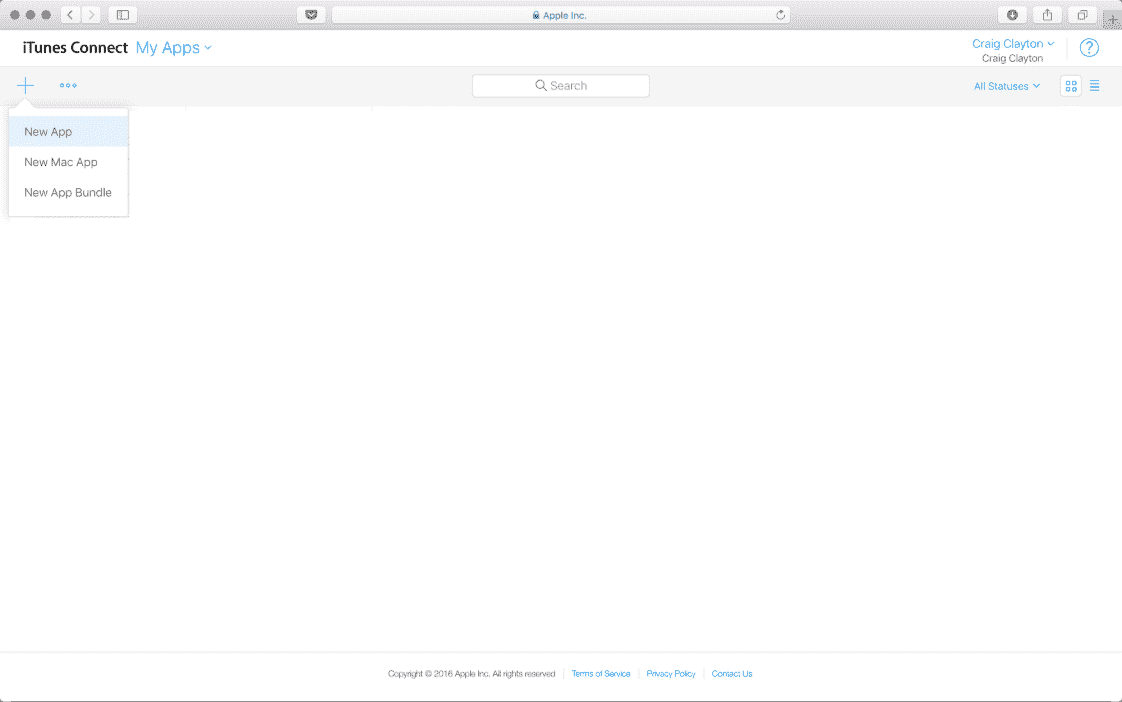 Apple Inc.
iTunes Connect My Apps
Craig Clayton
Craig Clayton
?
Search
All Statuses
New App
New Mac App
New App Bundle
Copyright © 2016 Apple Inc. All rights reserved Terms of Service Privacy Policy Contact Us